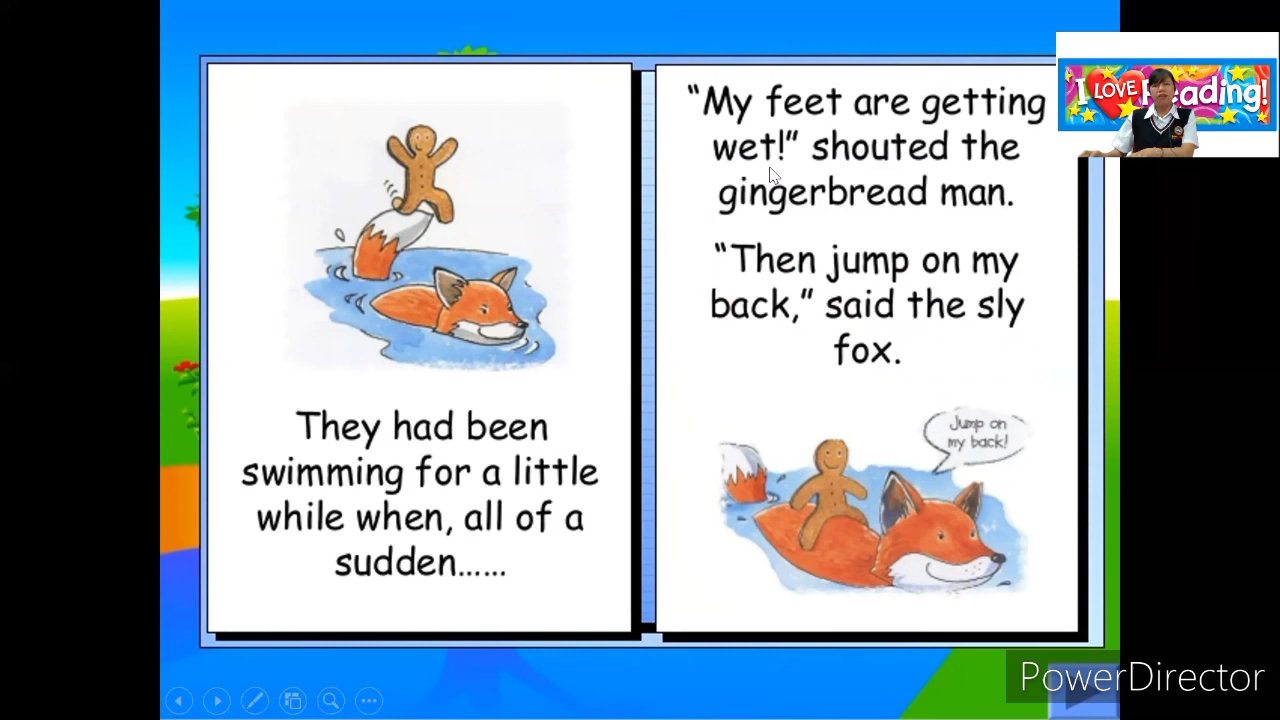 They had been
swimming for a little
while when, all of a
sudden......
“My feet are getting
wet!” shouted the
gingerbread man.
“Then jump on my
back,” said the sly
fox.
Jump on
my back!
I LOVE Reading!
PowerDirector